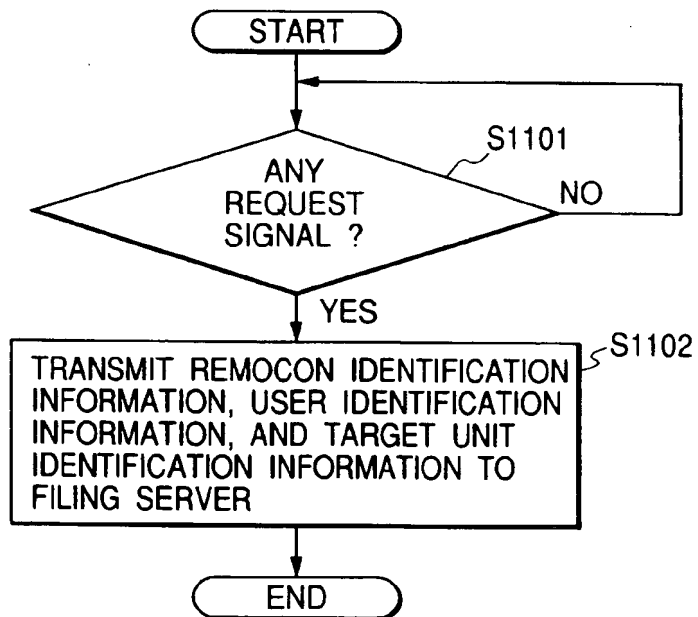 START
S1101
ANY
REQUEST
SIGNAL ?
NO
YES
S1102
TRANSMIT REMOCON IDENTIFICATION
INFORMATION, USER IDENTIFICATION
INFORMATION, AND TARGET UNIT
IDENTIFICATION INFORMATION TO
FILING SERVER
END